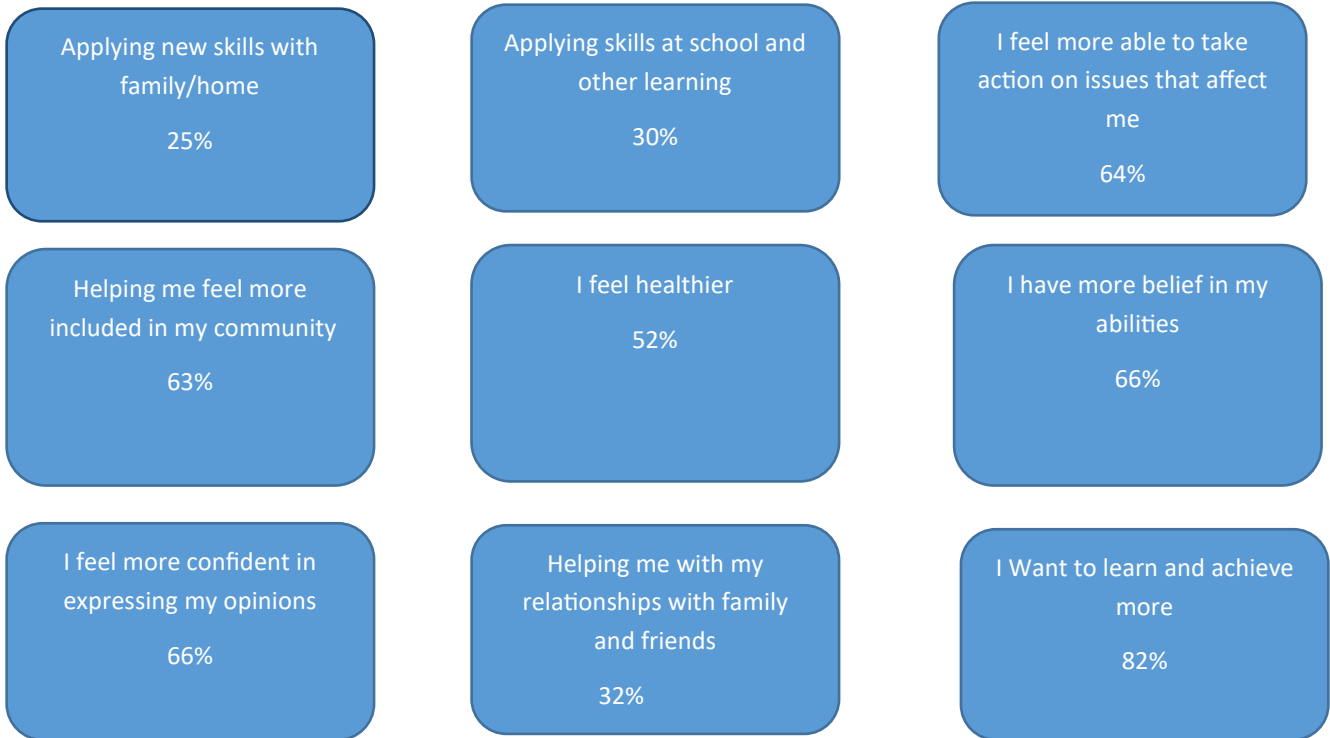 Applying new skills with
family/home
25%
Applying skills at school and
other learning
30%
I feel more able to take
action on issues that affect
me
64%
Helping me feel more
included in my community
63%
I feel healthier
52%
I have more belief in my
abilities
66%
I feel more confident in
expressing my opinions
66%
Helping me with my
relationships with family
and friends
32%
I Want to learn and achieve
more
82%